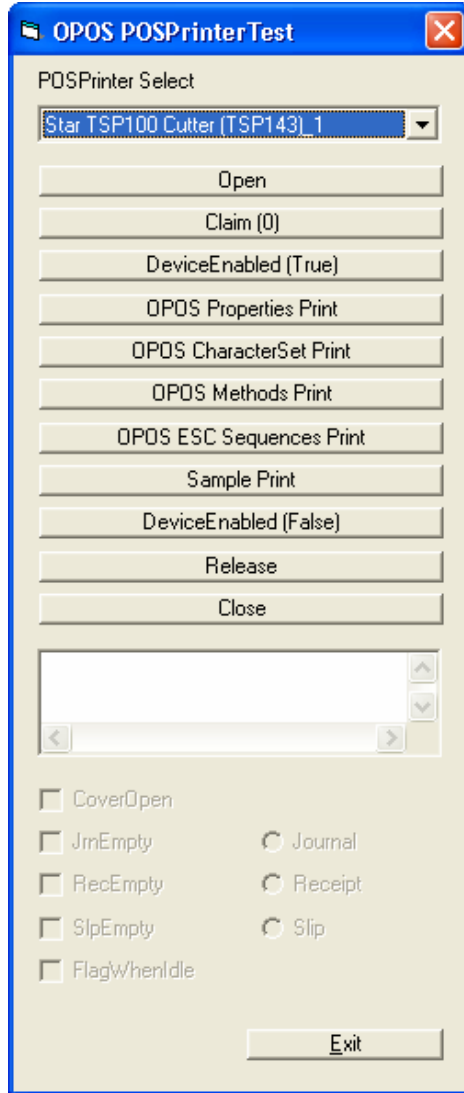 OPOS POSPrinterTest
POSPrinter Select
Star TSP100 Cutter (TSP143)_1
Open
Claim (0)
DeviceEnabled (True)
OPOS Properties Print
OPOS CharacterSet Print
OPOS Methods Print
OPOS ESC Sequences Print
Sample Print
DeviceEnabled (False)
Release
Close
CoverOpen
JrnEmpty Journal
RecEmpty Receipt
SlpEmpty Slip
FlagWhenIdle
Exit